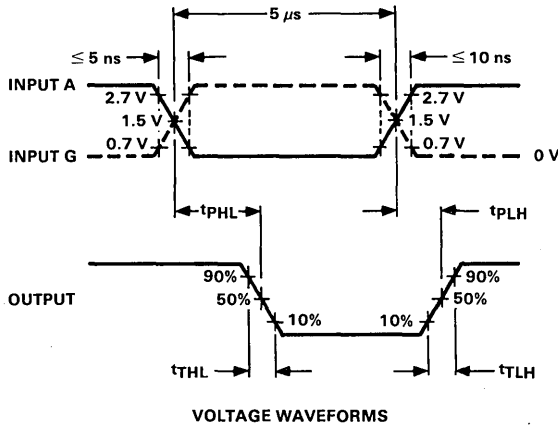 5 μs
≤ 5 ns
≤ 10 ns
INPUT A
2.7 V
2.7 V
1.5 V
1.5 V
INPUT G
0.7 V
0.7 V
0 V
tPHL
tPLH
90%
90%
OUTPUT
50%
50%
10%
10%
tTHL
tTLH
VOLTAGE WAVEFORMS